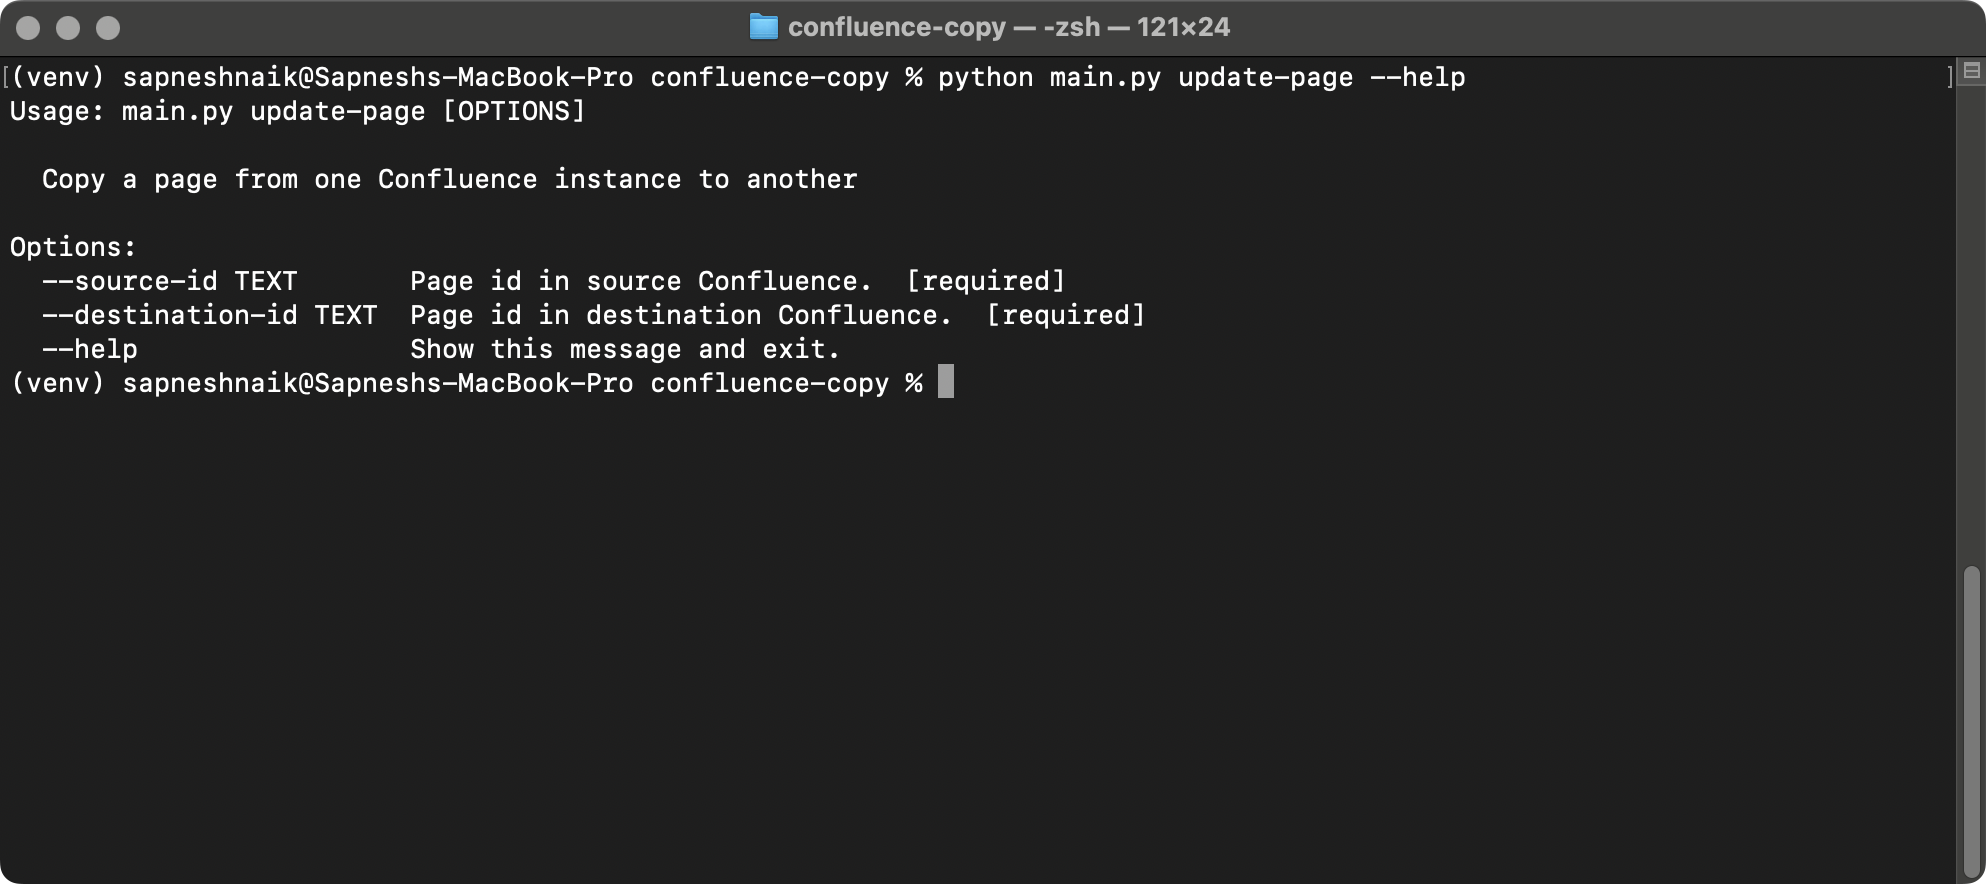 confluence-copy — -zsh — 121×24
(venv) sapneshnaik@Sapneshs-MacBook-Pro confluence-copy % python main.py update-page --help
Usage: main.py update-page [OPTIONS]
  Copy a page from one Confluence instance to another
Options:
  --source-id TEXT       Page id in source Confluence.  [required]
  --destination-id TEXT  Page id in destination Confluence.  [required]
  --help                 Show this message and exit.
(venv) sapneshnaik@Sapneshs-MacBook-Pro confluence-copy %